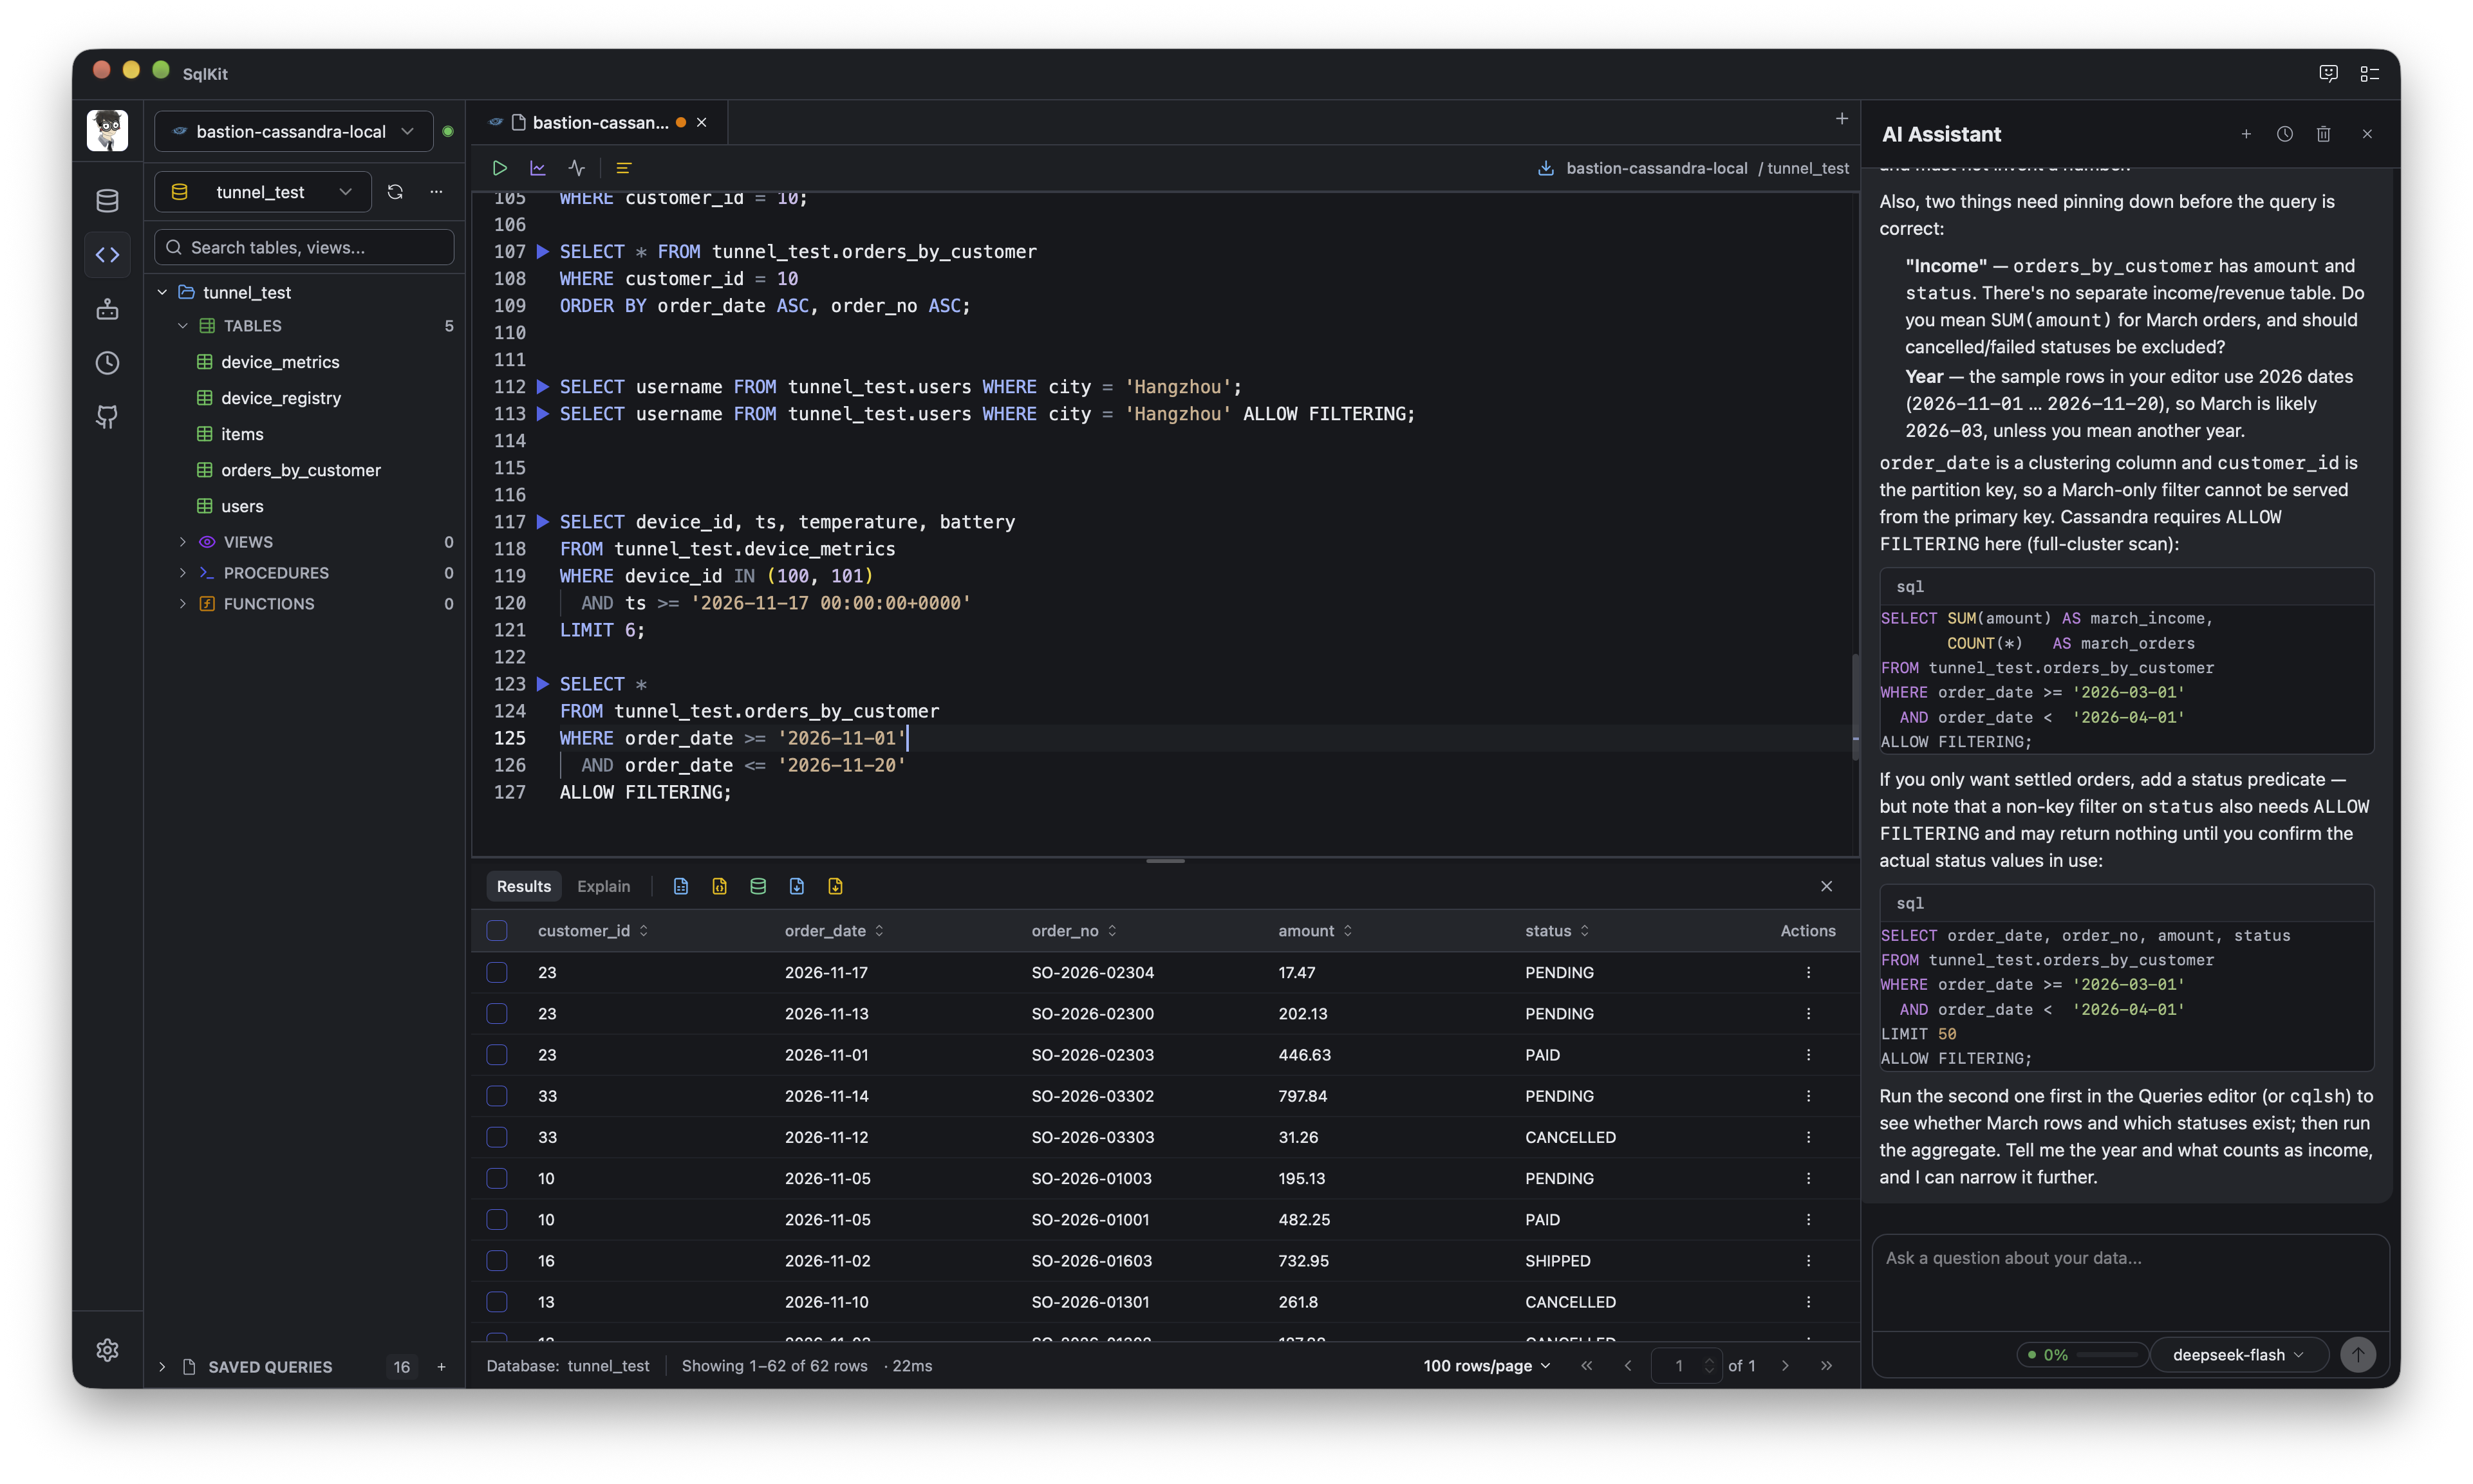 SqlKit
bastion-cassandra-local
tunnel_test
Search tables, views...
tunnel_test
TABLES 5
device_metrics
device_registry
items
orders_by_customer
users
VIEWS 0
PROCEDURES 0
FUNCTIONS 0
SAVED QUERIES 16 +
bastion-cassan...
bastion-cassandra-local / tunnel_test
105 WHERE customer_id = 10;
106
107 SELECT * FROM tunnel_test.orders_by_customer
108 WHERE customer_id = 10
109 ORDER BY order_date ASC, order_no ASC;
110
111
112 SELECT username FROM tunnel_test.users WHERE city = 'Hangzhou';
113 SELECT username FROM tunnel_test.users WHERE city = 'Hangzhou' ALLOW FILTERING;
114
115
116
117 SELECT device_id, ts, temperature, battery
118 FROM tunnel_test.device_metrics
119 WHERE device_id IN (100, 101)
120 AND ts >= '2026-11-17 00:00:00+0000'
121 LIMIT 6;
122
123 SELECT *
124 FROM tunnel_test.orders_by_customer
125 WHERE order_date >= '2026-11-01'
126 AND order_date <= '2026-11-20'
127 ALLOW FILTERING;
Results Explain
customer_id order_date order_no amount status Actions
23 2026-11-17 SO-2026-02304 17.47 PENDING
23 2026-11-13 SO-2026-02300 202.13 PENDING
23 2026-11-01 SO-2026-02303 446.63 PAID
33 2026-11-14 SO-2026-03302 797.84 PENDING
33 2026-11-12 SO-2026-03303 31.26 CANCELLED
10 2026-11-05 SO-2026-01003 195.13 PENDING
10 2026-11-05 SO-2026-01001 482.25 PAID
16 2026-11-02 SO-2026-01603 732.95 SHIPPED
13 2026-11-10 SO-2026-01301 261.8 CANCELLED
Database: tunnel_test Showing 1–62 of 62 rows · 22ms
100 rows/page 1 of 1
AI Assistant
and must not invent a number.
Also, two things need pinning down before the query is
correct:
"Income" — orders_by_customer has amount and
status. There's no separate income/revenue table. Do
you mean SUM(amount) for March orders, and should
cancelled/failed statuses be excluded?
Year — the sample rows in your editor use 2026 dates
(2026-11-01 … 2026-11-20), so March is likely
2026-03, unless you mean another year.
order_date is a clustering column and customer_id is
the partition key, so a March-only filter cannot be served
from the primary key. Cassandra requires ALLOW
FILTERING here (full-cluster scan):
sql
SELECT SUM(amount) AS march_income,
COUNT(*) AS march_orders
FROM tunnel_test.orders_by_customer
WHERE order_date >= '2026-03-01'
AND order_date < '2026-04-01'
ALLOW FILTERING;
If you only want settled orders, add a status predicate —
but note that a non-key filter on status also needs ALLOW
FILTERING and may return nothing until you confirm the
actual status values in use:
sql
SELECT order_date, order_no, amount, status
FROM tunnel_test.orders_by_customer
WHERE order_date >= '2026-03-01'
AND order_date < '2026-04-01'
LIMIT 50
ALLOW FILTERING;
Run the second one first in the Queries editor (or cqlsh) to
see whether March rows and which statuses exist; then run
the aggregate. Tell me the year and what counts as income,
and I can narrow it further.
Ask a question about your data...
0%
deepseek-flash